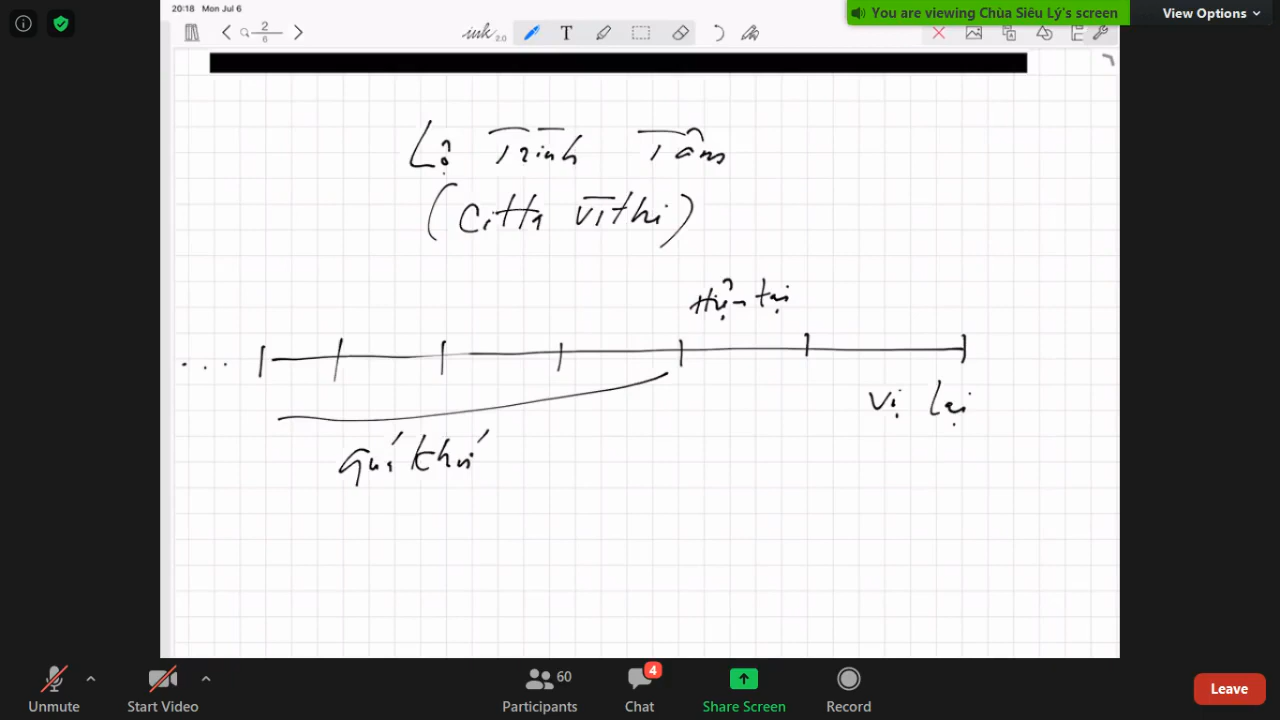 20:18 Mon Jul 6
You are viewing Chùa Siêu Lý's screen
View Options
2
6
ink 2.0
T
Lộ Trình Tâm
(Citta vīthi)
Hiện tại
...
Vị lại
quá khứ
60
4
Unmute
Start Video
Participants
Chat
Share Screen
Record
Leave